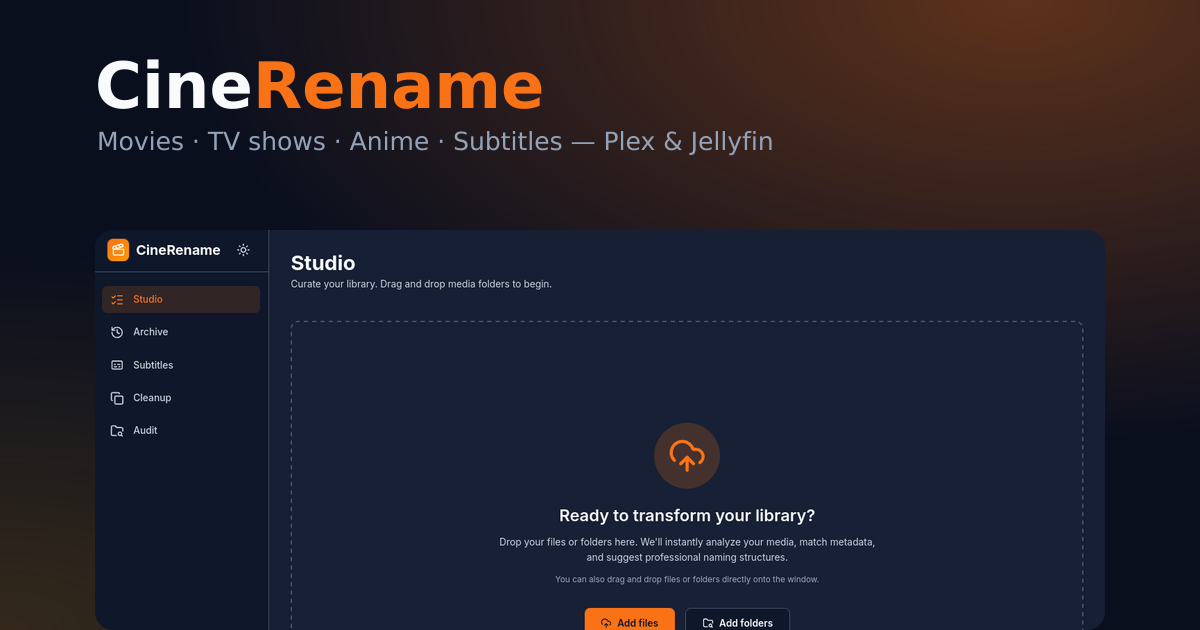 CineRename
Movies · TV shows · Anime · Subtitles — Plex & Jellyfin
CineRename
Studio
Archive
Subtitles
Cleanup
Audit
Studio
Curate your library. Drag and drop media folders to begin.
Ready to transform your library?
Drop your files or folders here. We'll instantly analyze your media, match metadata,
and suggest professional naming structures.
You can also drag and drop files or folders directly onto the window.
Add files
Add folders